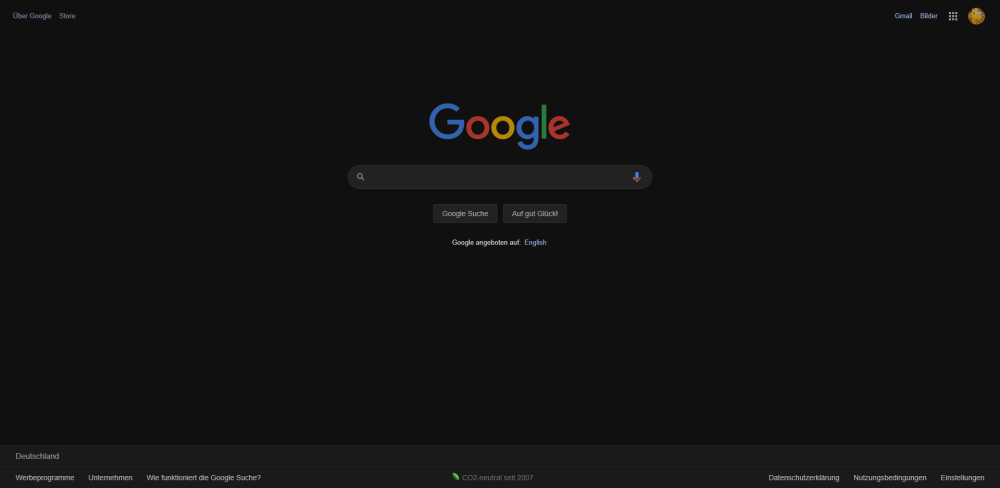 Über Google Store
Gmail Bilder
Google
Google Suche Auf gut Glück!
Google angeboten auf: English
Deutschland
Werbeprogramme Unternehmen Wie funktioniert die Google Suche? CO2-neutral seit 2007 Datenschutzerklärung Nutzungsbedingungen Einstellungen